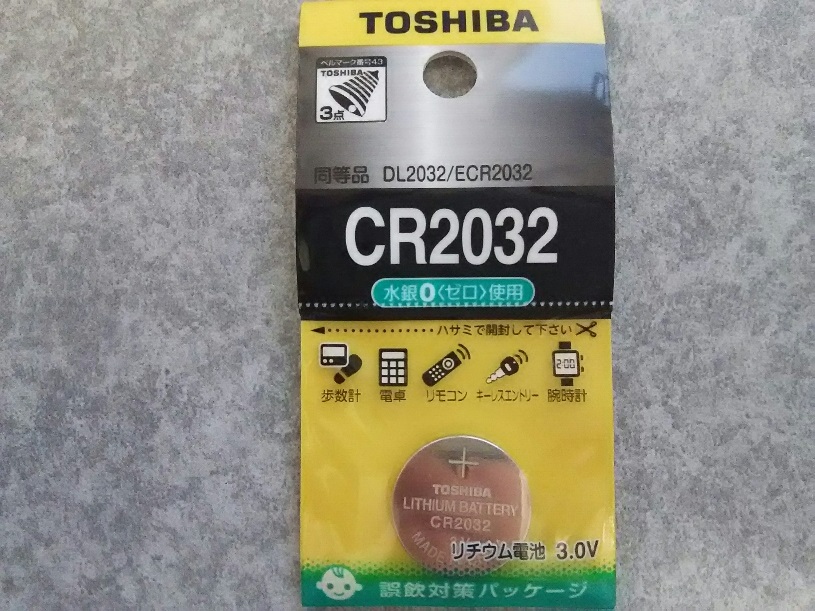 TOSHIBA
ベルマーク番号43
TOSHIBA
3点
同等品 DL2032/ECR2032
CR2032
水銀0〈ゼロ〉使用
ハサミで開封して下さい
2:00
歩数計 電卓 リモコン キーレスエントリー 腕時計
+
TOSHIBA
LITHIUM BATTERY
CR2032
MADE
リチウム電池 3.0V
誤飲対策パッケージ